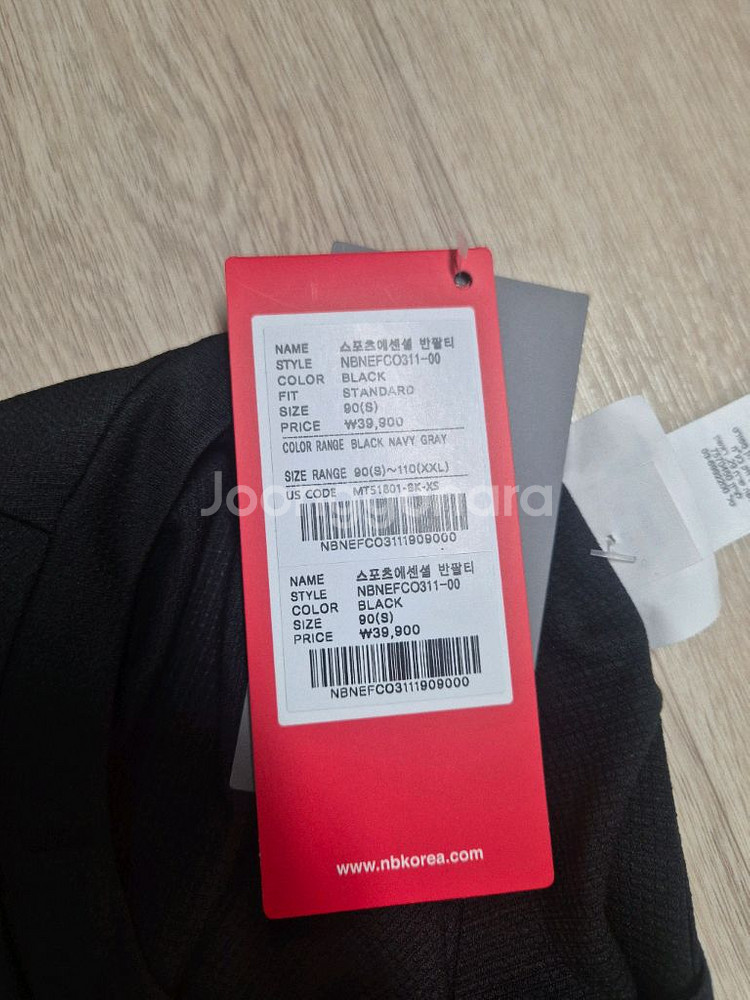 NAME 스포츠에센셜 반팔티
STYLE NBNEFCO311-00
COLOR BLACK
FIT STANDARD
SIZE 90(S)
PRICE ₩39,900
COLOR RANGE BLACK NAVY GRAY
SIZE RANGE 90(S)~110(XXL)
US CODE MT51801-BK-XS
Joonggonara
NBNEFCO3111909000
NAME 스포츠에센셜 반팔티
STYLE NBNEFCO311-00
COLOR BLACK
SIZE 90(S)
PRICE ₩39,900
NBNEFCO3111909000
www.nbkorea.com